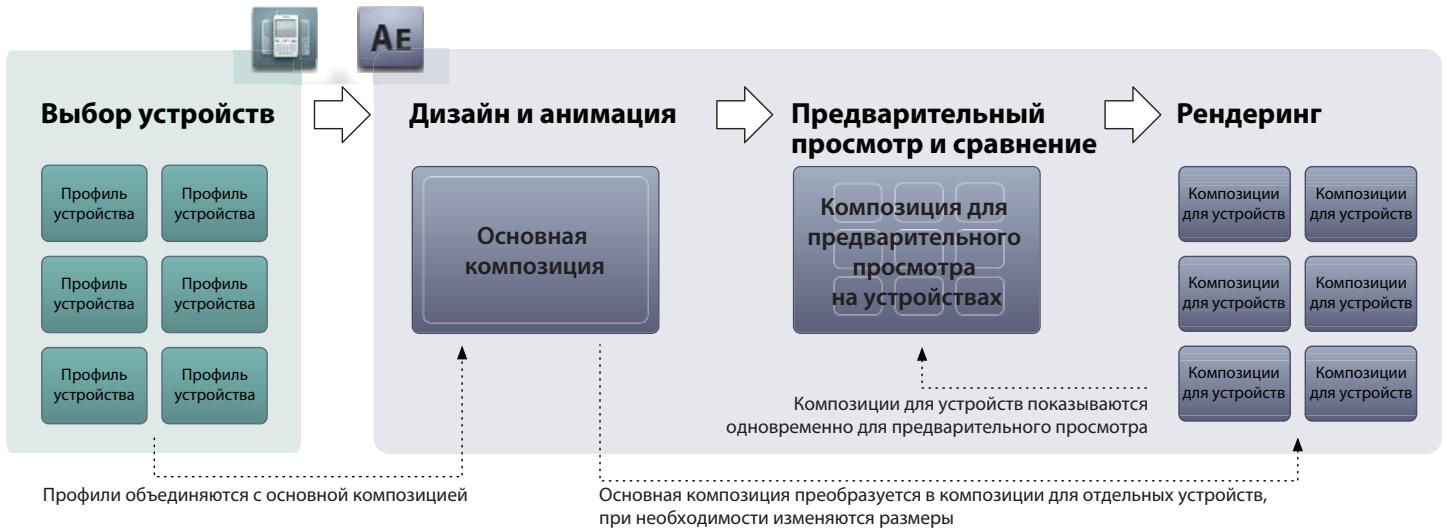 AE
Выбор устройств
Дизайн и анимация
Предварительный
просмотр и сравнение
Рендеринг
Профиль
устройства
Профиль
устройства
Профиль
устройства
Профиль
устройства
Профиль
устройства
Профиль
устройства
Основная
композиция
Композиция для
предварительного
просмотра
на устройствах
Композиции
для устройств
Композиции
для устройств
Композиции
для устройств
Композиции
для устройств
Композиции
для устройств
Композиции
для устройств
Композиции для устройств показываются
одновременно для предварительного просмотра
Профили объединяются с основной композицией
Основная композиция преобразуется в композиции для отдельных устройств,
при необходимости изменяются размеры